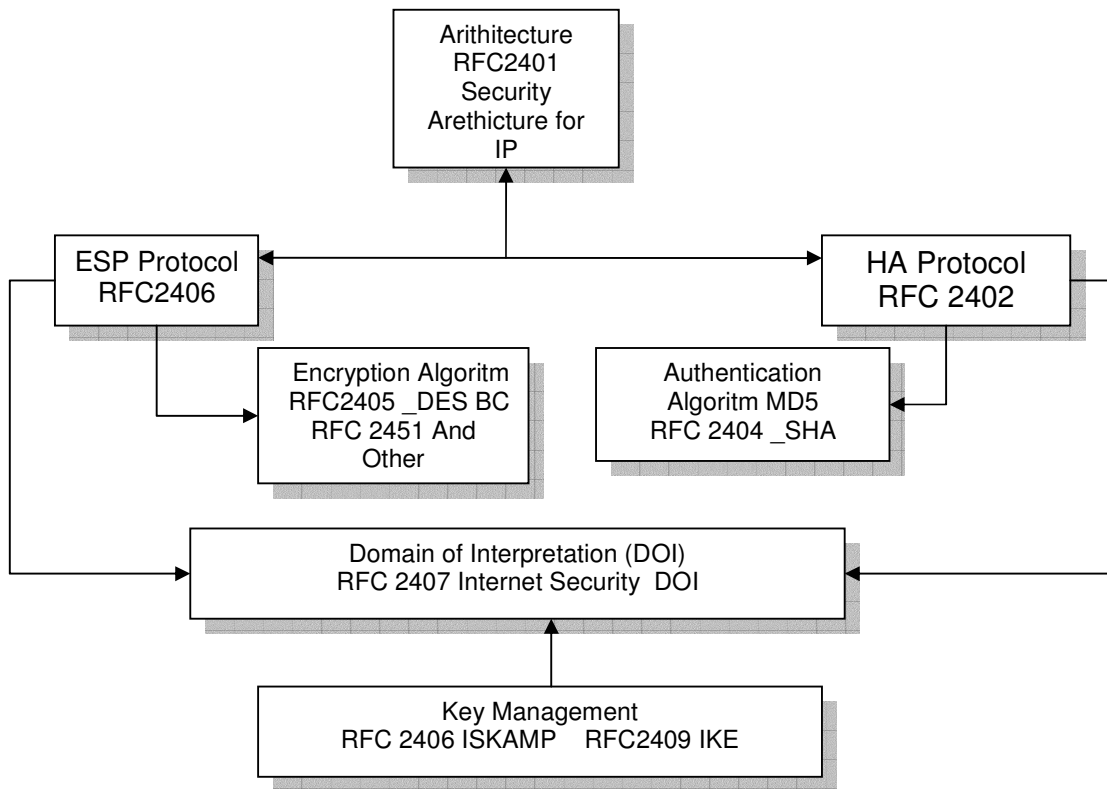 Arithitecture
RFC2401
Security
Arethicture for
IP
ESP Protocol
RFC2406
HA Protocol
RFC 2402
Encryption Algoritm
RFC2405 _DES BC
RFC 2451 And
Other
Authentication
Algoritm MD5
RFC 2404 _SHA
Domain of Interpretation (DOI)
RFC 2407 Internet Security DOI
Key Management
RFC 2406 ISKAMP RFC2409 IKE